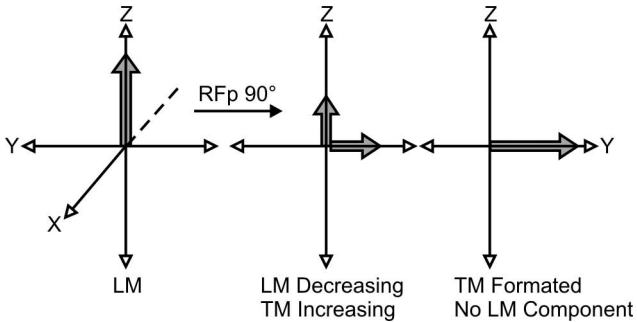 Z
Z
Z
RFp 90°
Y
Y
X
LM
LM Decreasing
TM Increasing
TM Formated
No LM Component